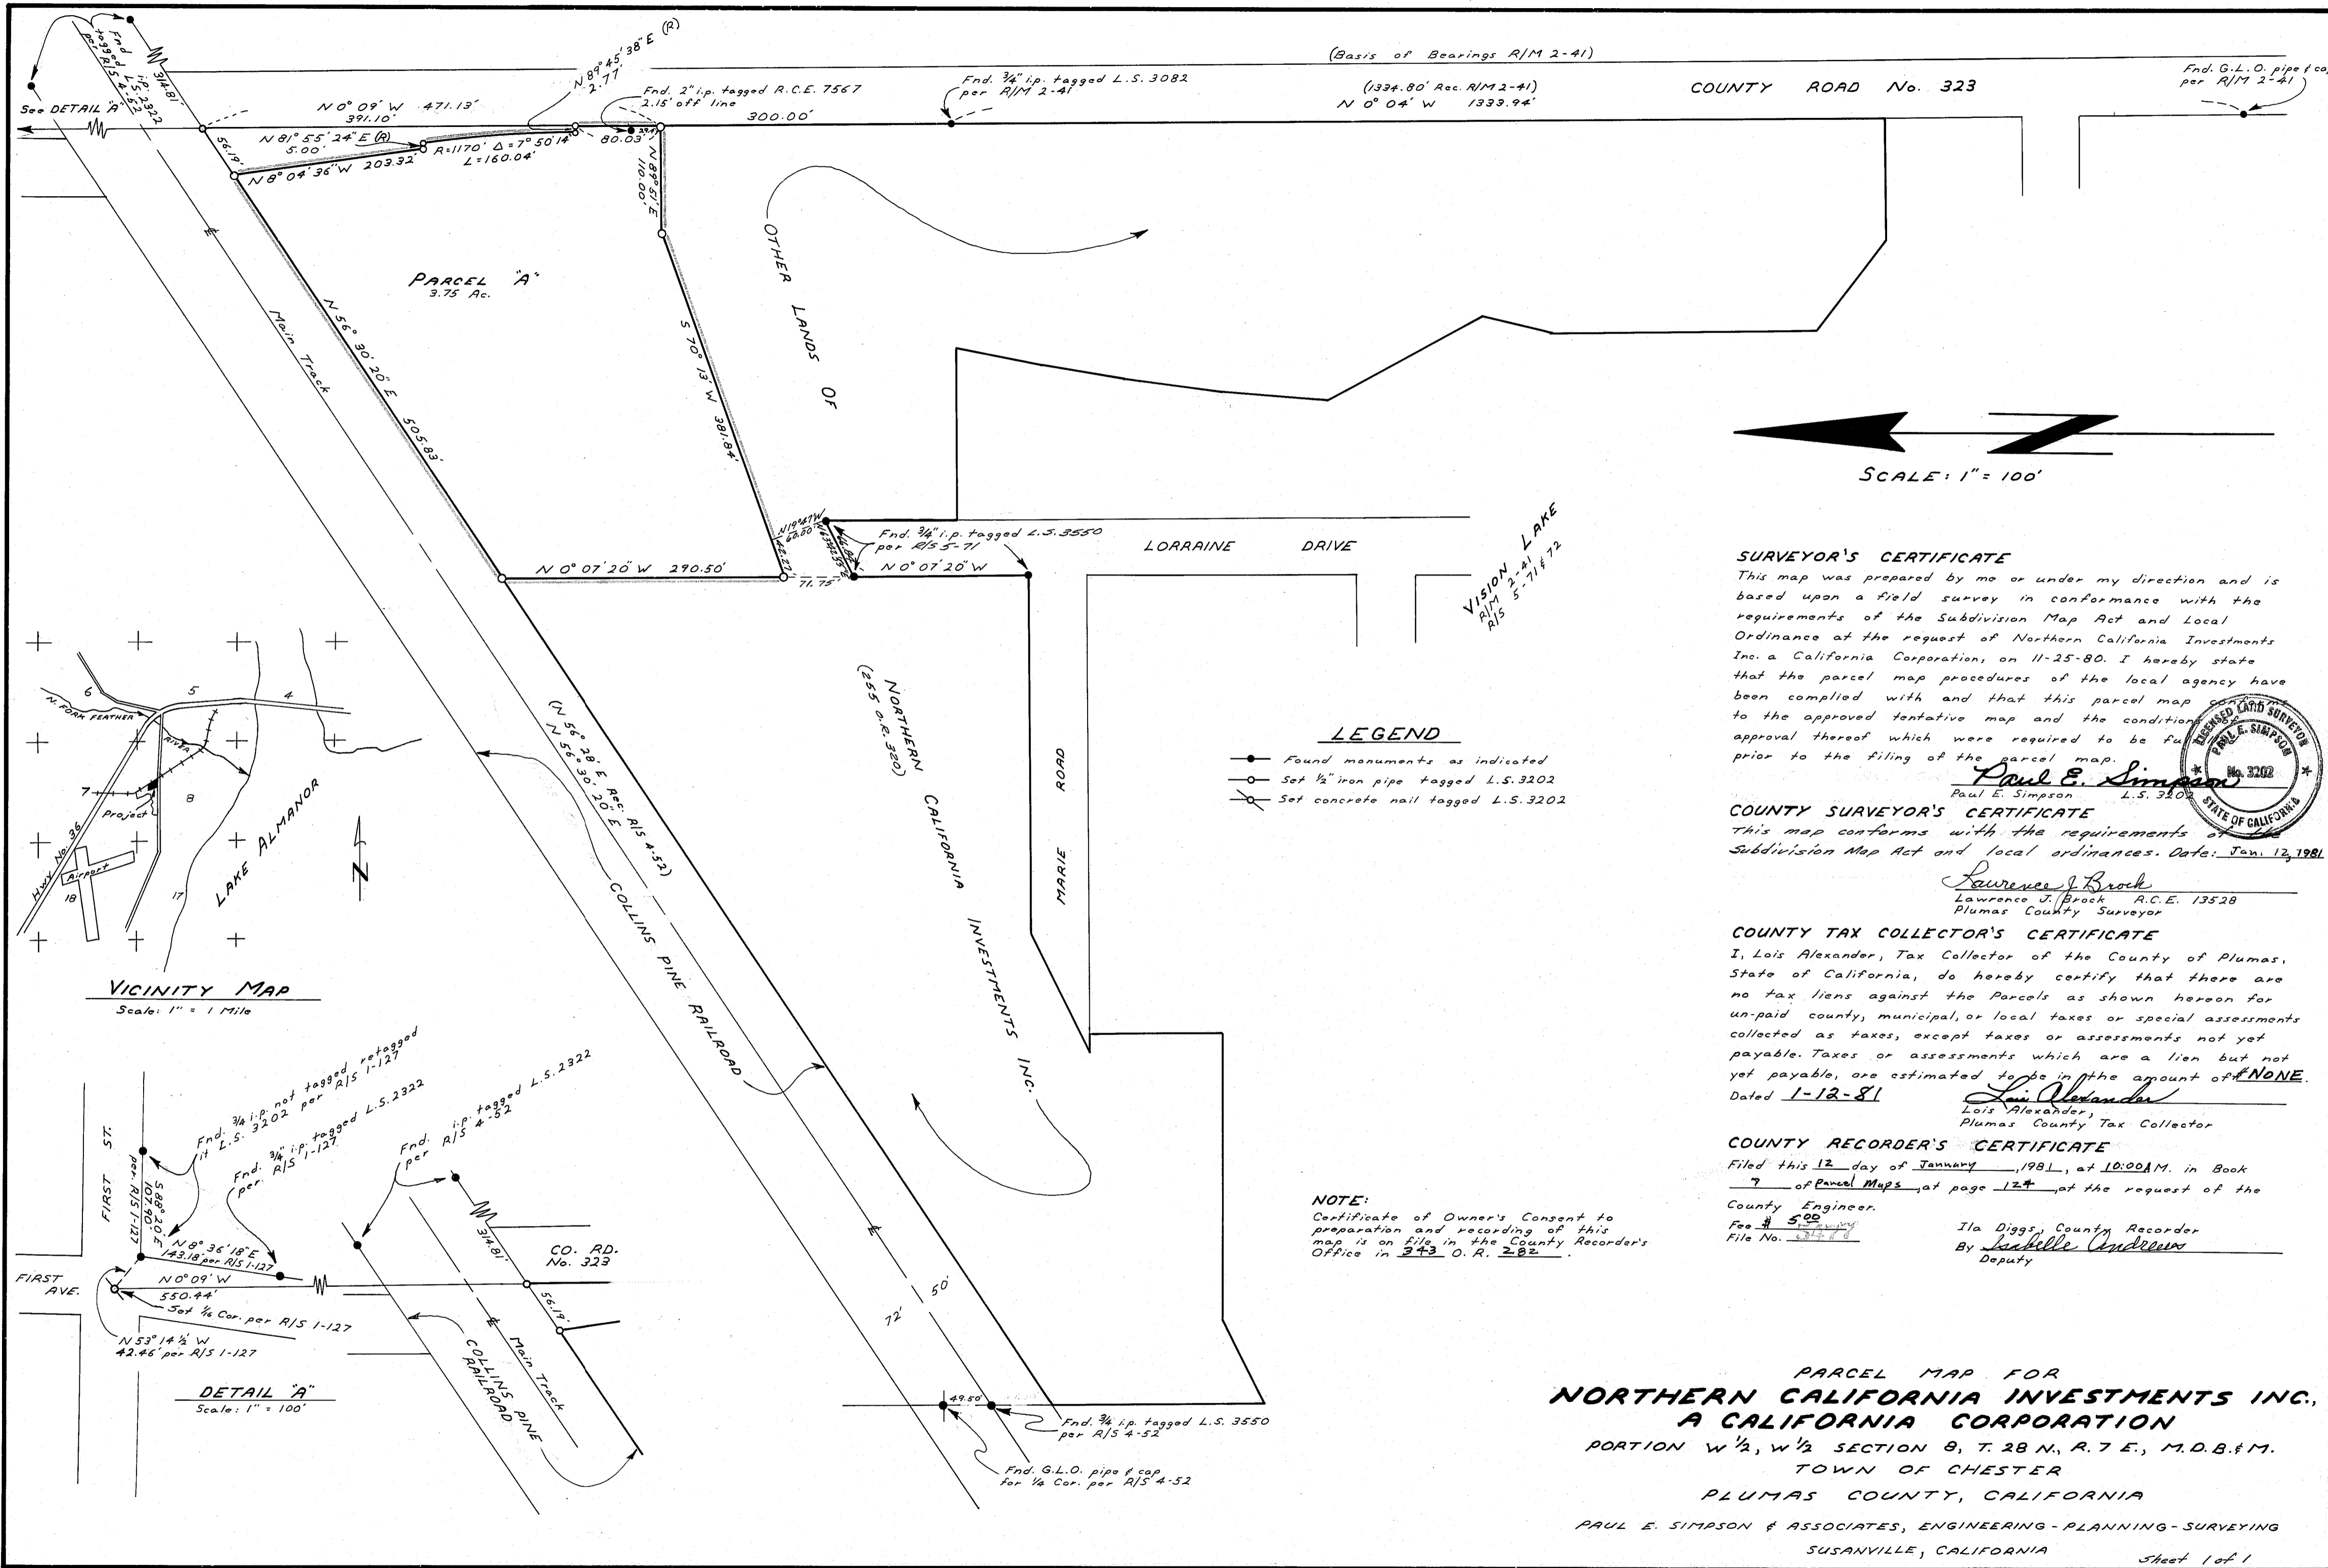 Fnd. i.p.
tagged L.S. 2322
per R/S 4-52
314.81'
See DETAIL "A"
N 0° 09' W 471.13'
391.10'
N 81° 55' 24" E (R)
5.00'
N 8° 04' 36" W 203.32'
R=1170' Δ=7° 50' 14"
L=160.04'
56.19'
N 89° 45' 38" E (R)
2.77'
Fnd. 2" i.p. tagged R.C.E. 7567
2.15' off line
80.03'
N 89° 51' E
110.00'
300.00'
Fnd. 3/4" i.p. tagged L.S. 3082
per R/M 2-41
(Basis of Bearings R/M 2-41)
(1334.80' Rec. R/M 2-41)
N 0° 04' W 1333.94'
COUNTY ROAD No. 323
Fnd. G.L.O. pipe & ca
per R/M 2-41
PARCEL "A"
3.75 Ac.
Main Track
N 56° 30' 20" E 505.83'
S 70° 13' W 381.84'
OTHER LANDS OF
N 0° 07' 20" W 290.50'
N 19° 47' W
60.00'
42.27'
71.75'
Fnd. 3/4" i.p. tagged L.S. 3550
per R/S 5-71
N 0° 07' 20" W
LORRAINE DRIVE
VISION LAKE
R/M 2-41
R/S 5-71 & 72
SCALE: 1" = 100'
NORTHERN CALIFORNIA INVESTMENTS INC.
(255 O.R. 320)
MARIE ROAD
(N 56° 28' E Rec. R/S 4-52)
N 56° 30' 20" E
COLLINS PINE RAILROAD
72'
50'
49.50'
Fnd. 3/4" i.p. tagged L.S. 3550
per R/S 4-52
Fnd. G.L.O. pipe & cap
for 1/4 Cor. per R/S 4-52
LEGEND
Found monuments as indicated
Set 1/2" iron pipe tagged L.S. 3202
Set concrete nail tagged L.S. 3202
6
5
4
N. FORK FEATHER
RIVER
7
8
Project
HWY No. 36
Airport
18
17
LAKE ALMANOR
N
VICINITY MAP
Scale: 1" = 1 Mile
Fnd. 3/4 i.p. not tagged retagged
it L.S. 3202 per R/S 1-127
Fnd. 3/4" i.p. tagged L.S. 2322
per. R/S 1-127
Fnd. i.p. tagged L.S. 2322
per R/S 4-52
FIRST ST.
S 88° 20' E
107.90'
per. R/S 1-127
N 8° 36' 18" E
143.18' per R/S 1-127
FIRST AVE.
N 0° 09' W
550.44'
Set 1/16 Cor. per R/S 1-127
N 53° 14 1/2' W
42.46' per R/S 1-127
314.81'
CO. RD.
No. 323
56.19'
Main Track
COLLINS PINE
RAILROAD
DETAIL "A"
Scale: 1" = 100'
NOTE:
Certificate of Owner's Consent to
preparation and recording of this
map is on file in the County Recorder's
Office in 343 O. R. 282.
SURVEYOR'S CERTIFICATE
This map was prepared by me or under my direction and is
based upon a field survey in conformance with the
requirements of the Subdivision Map Act and Local
Ordinance at the request of Northern California Investments
Inc. a California Corporation, on 11-25-80. I hereby state
that the parcel map procedures of the local agency have
been complied with and that this parcel map conforms
to the approved tentative map and the conditions of
approval thereof which were required to be fu
prior to the filing of the parcel map.
Paul E. Simpson
Paul E. Simpson L.S. 3202
LICENSED LAND SURVEYOR
PAUL E. SIMPSON
No. 3202
STATE OF CALIFORNIA
COUNTY SURVEYOR'S CERTIFICATE
This map conforms with the requirements of the
Subdivision Map Act and local ordinances. Date: Jan. 12, 1981
Lawrence J Brock
Lawrence J. Brock R.C.E. 13528
Plumas County Surveyor
COUNTY TAX COLLECTOR'S CERTIFICATE
I, Lois Alexander, Tax Collector of the County of Plumas,
State of California, do hereby certify that there are
no tax liens against the Parcels as shown hereon for
un-paid county, municipal, or local taxes or special assessments
collected as taxes, except taxes or assessments not yet
payable. Taxes or assessments which are a lien but not
yet payable, are estimated to be in the amount of $ NONE.
Dated 1-12-81
Lois Alexander
Lois Alexander,
Plumas County Tax Collector
COUNTY RECORDER'S CERTIFICATE
Filed this 12 day of January, 1981, at 10:00 A M. in Book
7 of Parcel Maps, at page 124, at the request of the
County Engineer.
Fee $ 5.00
File No.
Ila Diggs, County Recorder
By Isabelle Andrews
Deputy
PARCEL MAP FOR
NORTHERN CALIFORNIA INVESTMENTS INC.,
A CALIFORNIA CORPORATION
PORTION W 1/2, W 1/2 SECTION 8, T. 28 N., R. 7 E., M.D.B. & M.
TOWN OF CHESTER
PLUMAS COUNTY, CALIFORNIA
PAUL E. SIMPSON & ASSOCIATES, ENGINEERING - PLANNING - SURVEYING
SUSANVILLE, CALIFORNIA
Sheet 1 of 1